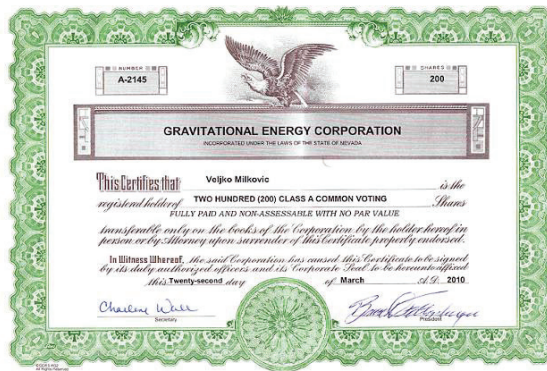 NUMBER
A-2145
SHARES
200
GRAVITATIONAL ENERGY CORPORATION
INCORPORATED UNDER THE LAWS OF THE STATE OF NEVADA
This Certifies that Veljko Milkovic is the
registered holder of TWO HUNDRED (200) CLASS A COMMON VOTING Shares
FULLY PAID AND NON-ASSESSABLE WITH NO PAR VALUE
transferable only on the books of the Corporation by the holder hereof in
person or by Attorney upon surrender of this Certificate properly endorsed.
In Witness Whereof, the said Corporation has caused this Certificate to be signed
by its duly authorized officers and its Corporate Seal to be hereunto affixed
this Twenty-second day of March A.D. 2010
Charlene Wall
Secretary
President
All Rights Reserved